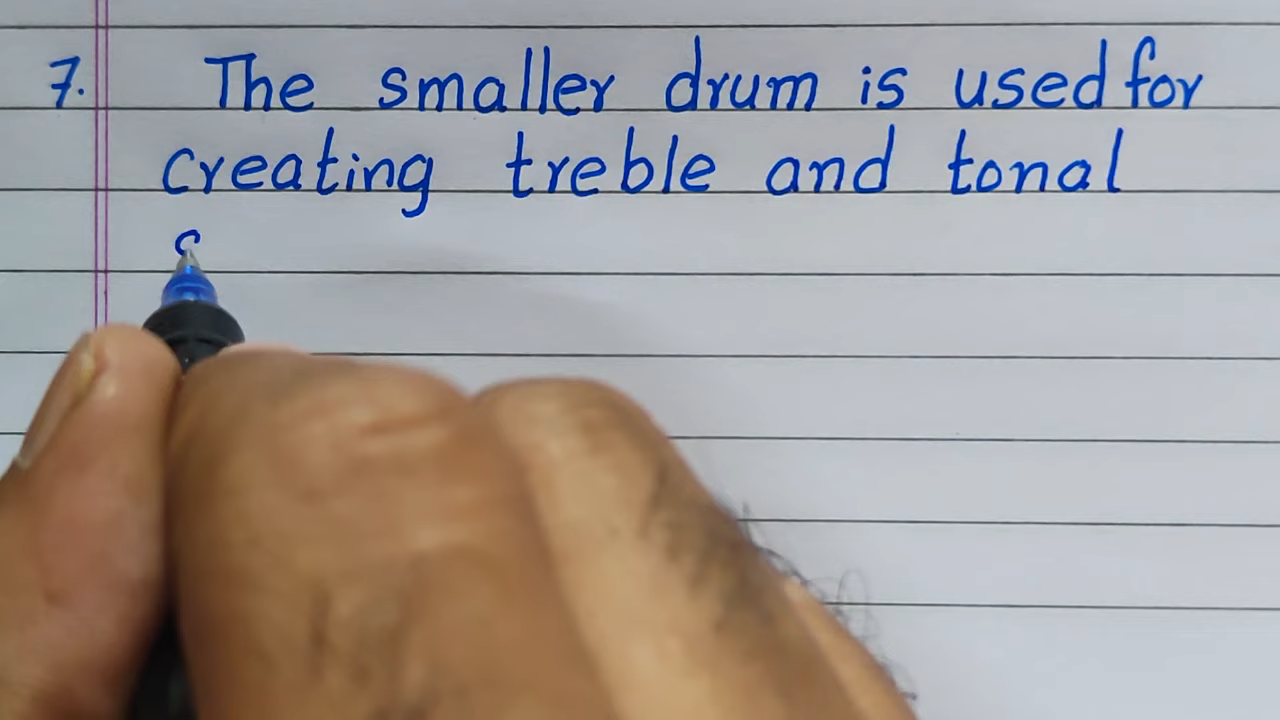 7. The smaller drum is used for
creating treble and tonal